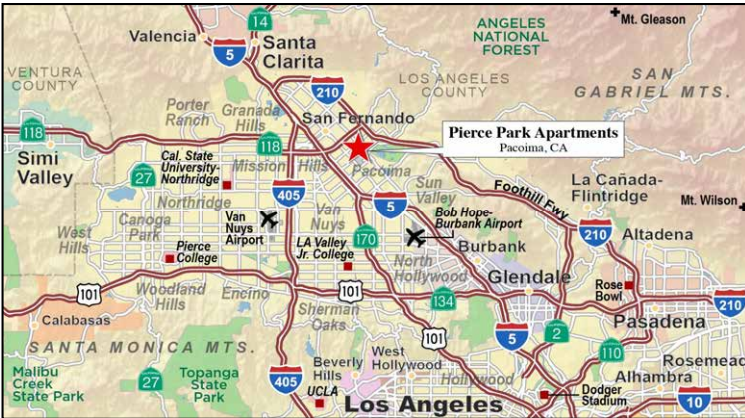 14
Valencia
5
Santa
Clarita
ANGELES
NATIONAL
FOREST
Mt. Gleason
VENTURA
COUNTY
LOS ANGELES
COUNTY
SAN
GABRIEL MTS.
210
Porter
Ranch
Granada
Hills
San Fernando
118
Simi
Valley
Cal. State
University-
Northridge
118
Mission Hills
Pierce Park Apartments
Pacoima, CA
Pacoima
27
Northridge
405
Sun
Valley
5
Foothill Fwy
La Cañada-
Flintridge
Mt. Wilson
West
Hills
Canoga
Park
Van
Nuys
Airport
Van
Nuys
170
Bob Hope-
Burbank Airport
210
Altadena
Pierce
College
LA Valley
Jr. College
Burbank
North
Hollywood
Glendale
Rose
Bowl
101
Woodland
Hills
Encino
101
134
210
Calabasas
Sherman
Oaks
101
5
2
Pasadena
SANTA MONICA MTS.
110
Malibu
Creek
State Park
27
Topanga
State
Park
405
Beverly
Hills
West
Hollywood
Hollywood
Rosemead
Alhambra
UCLA
Los Angeles
Dodger
Stadium
10